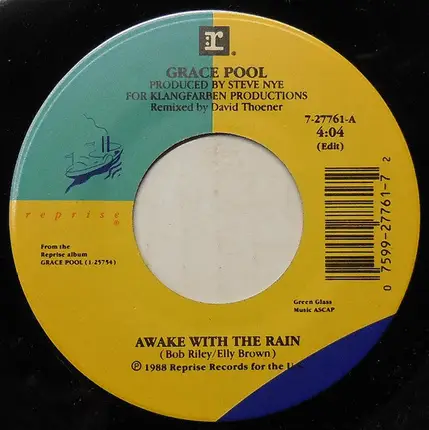 r
GRACE POOL
PRODUCED BY STEVE NYE
FOR KLANGFARBEN PRODUCTIONS
Remixed by David Thoener
7-27761-A
4:04
(Edit)
reprise
®
From the
Reprise album
GRACE POOL (1-25754)
0 7599-27761-7 2
Green Glass
Music ASCAP
AWAKE WITH THE RAIN
(Bob Riley/Elly Brown)
℗ 1988 Reprise Records for the U.S.